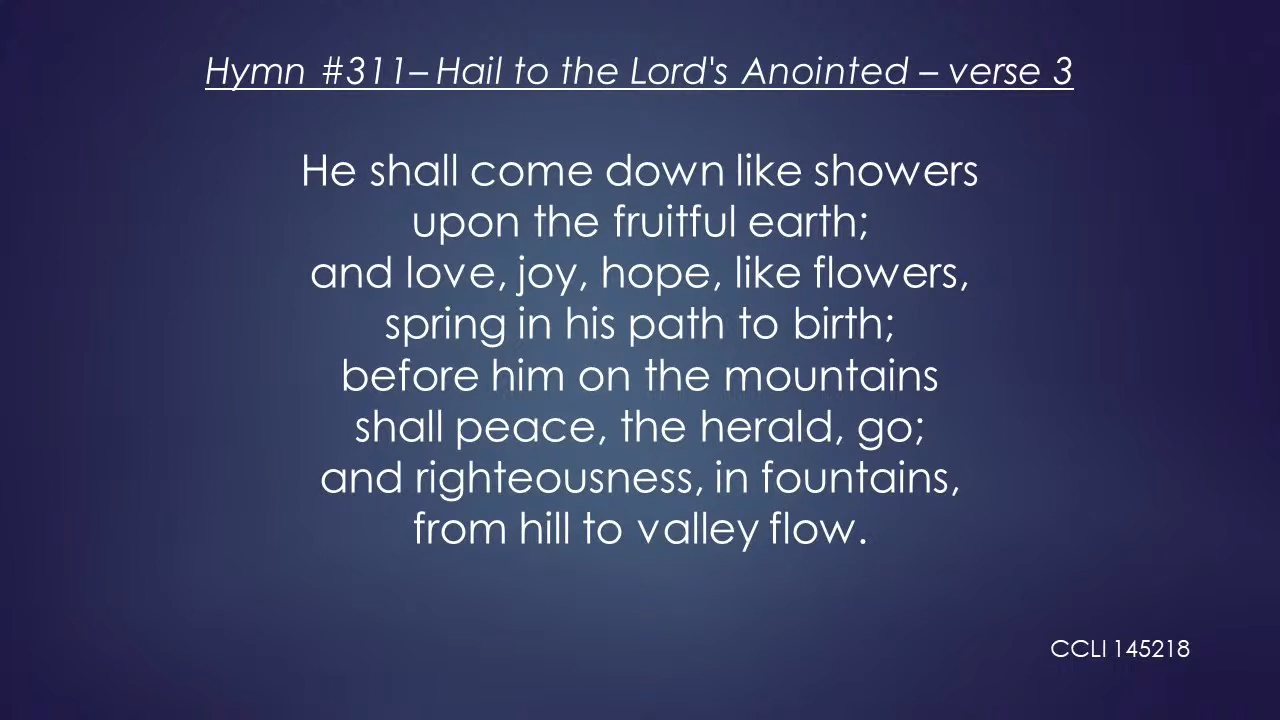 Hymn #311– Hail to the Lord's Anointed – verse 3
He shall come down like showers
upon the fruitful earth;
and love, joy, hope, like flowers,
spring in his path to birth;
before him on the mountains
shall peace, the herald, go;
and righteousness, in fountains,
from hill to valley flow.
CCLI 145218